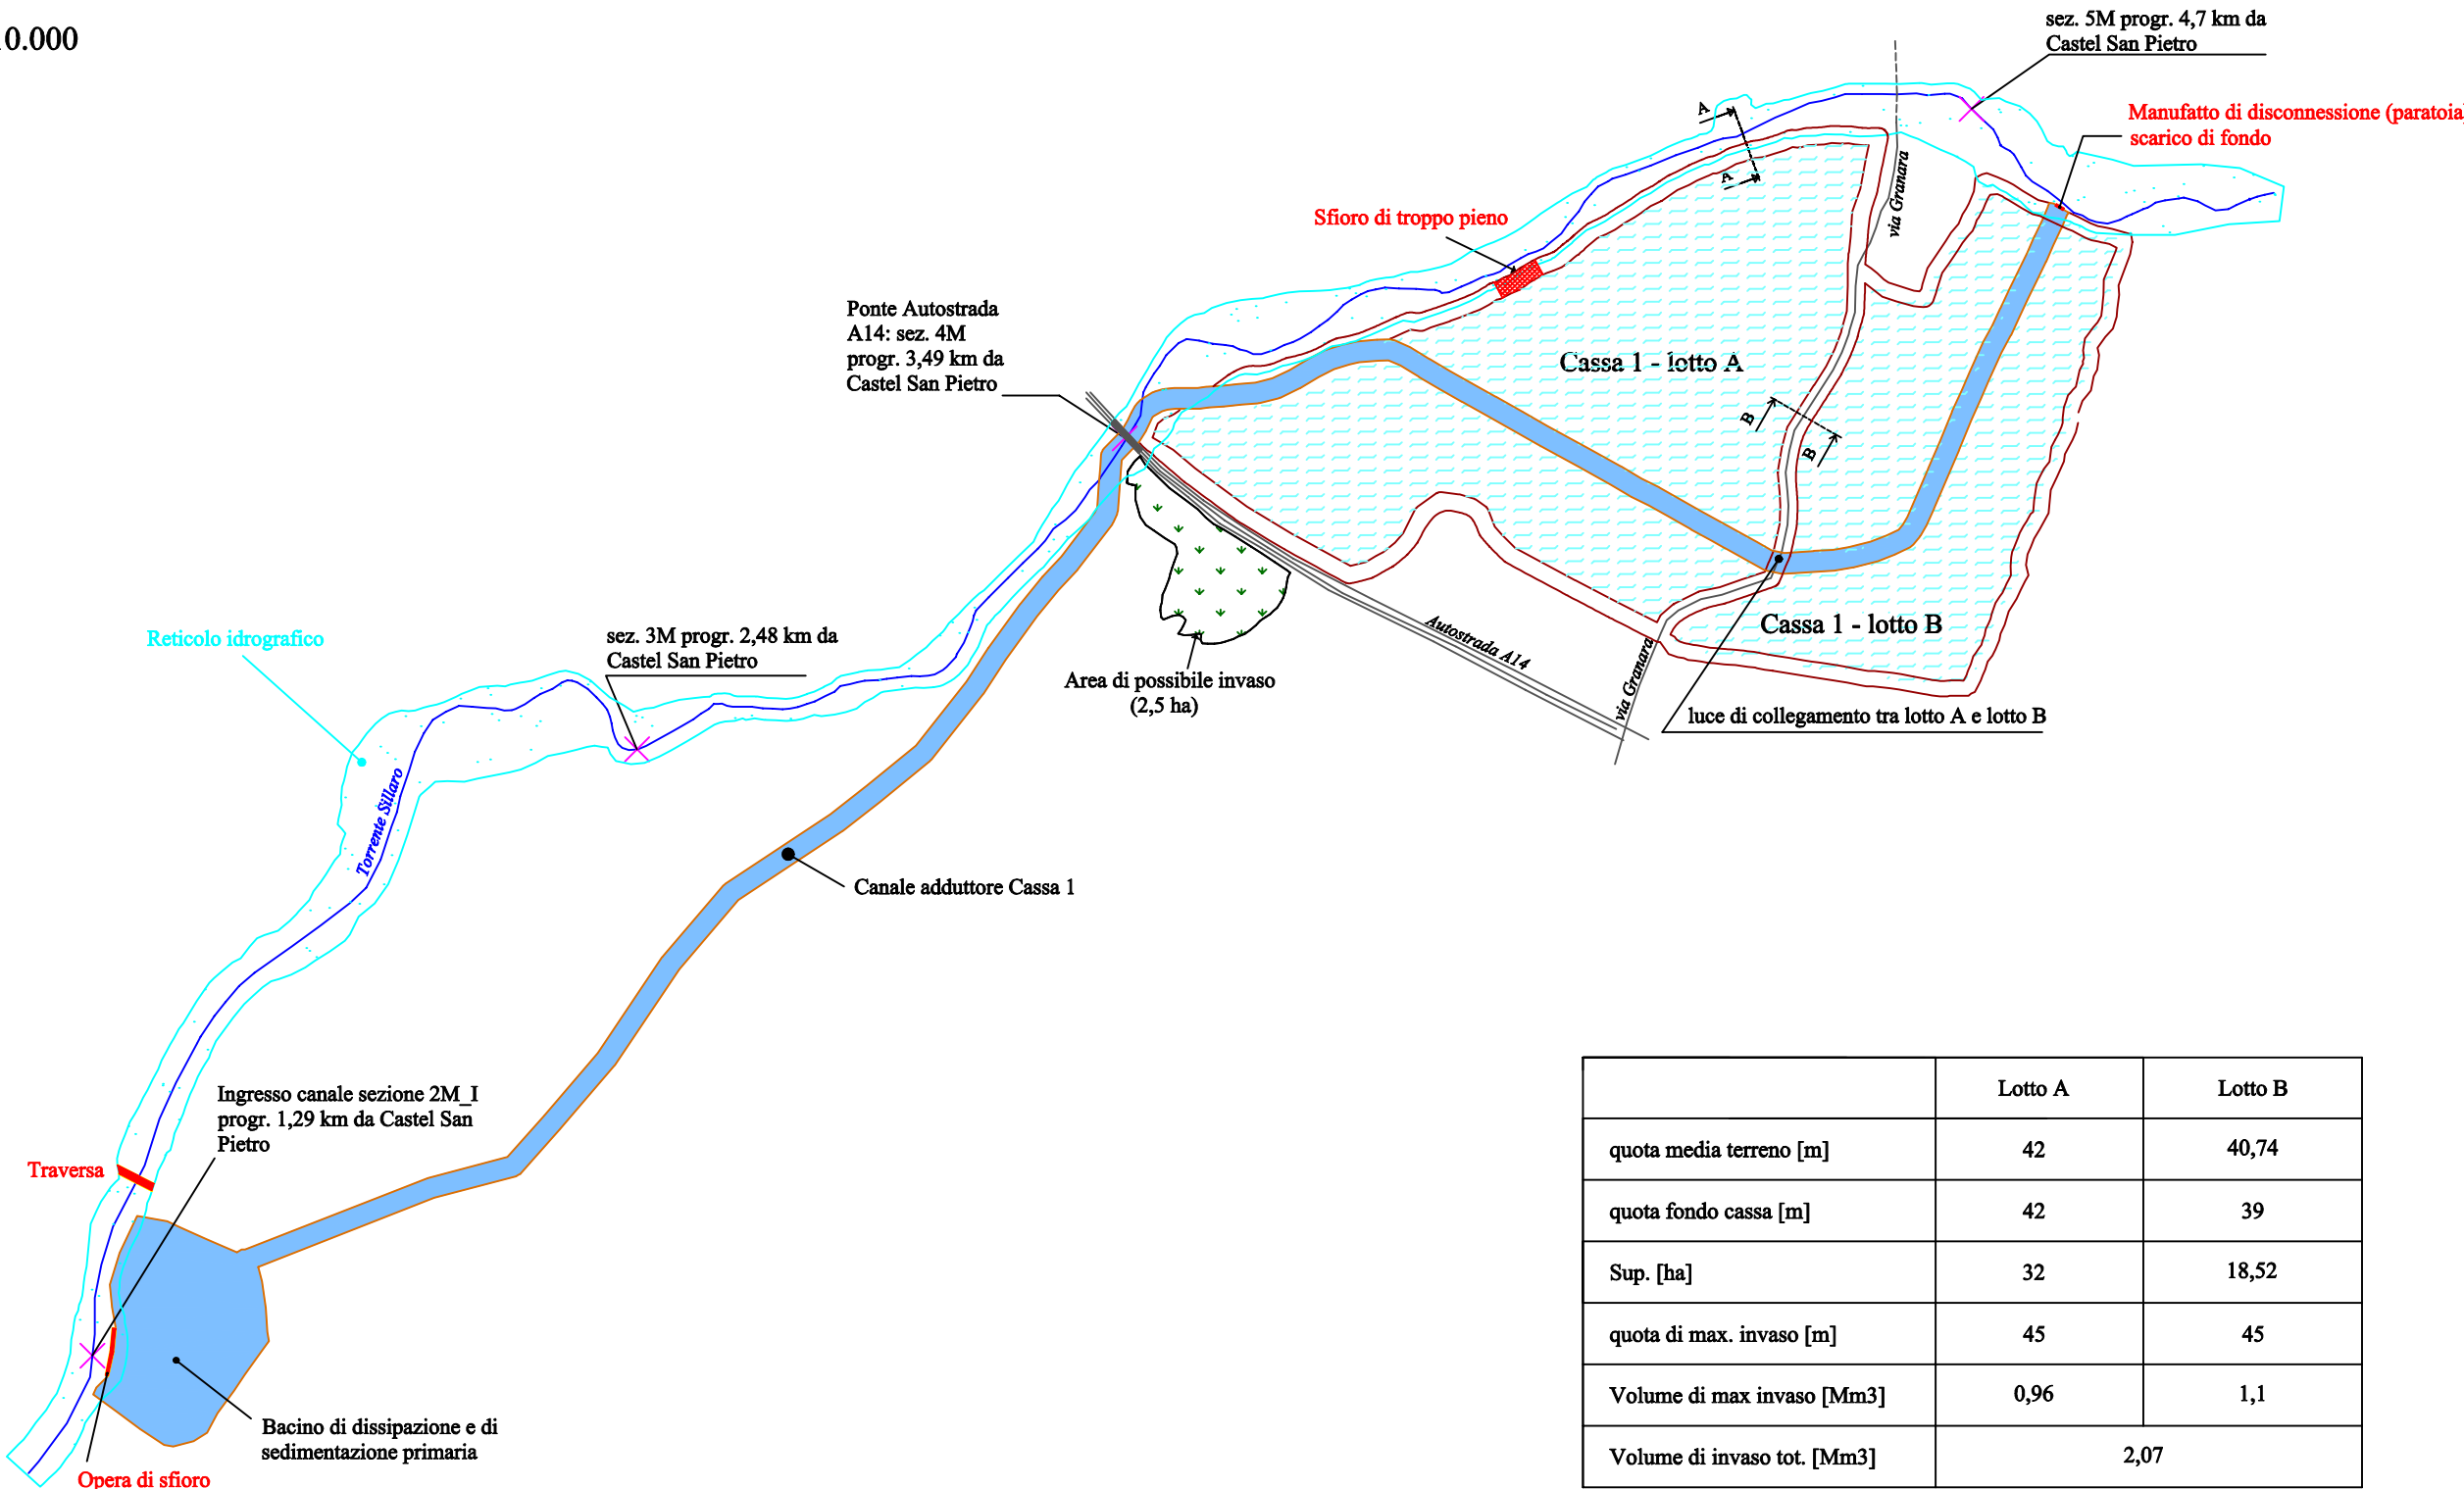 10.000
sez. 5M progr. 4,7 km da
Castel San Pietro
Manufatto di disconnessione (paratoia)
scarico di fondo
A
A
via Granara
Sfioro di troppo pieno
Ponte Autostrada
A14: sez. 4M
progr. 3,49 km da
Castel San Pietro
Cassa 1 - lotto A
B
B
Autostrada A14
via Granara
Cassa 1 - lotto B
luce di collegamento tra lotto A e lotto B
Area di possibile invaso
(2,5 ha)
Reticolo idrografico
sez. 3M progr. 2,48 km da
Castel San Pietro
Torrente Sillaro
Canale adduttore Cassa 1
Ingresso canale sezione 2M_I
progr. 1,29 km da Castel San
Pietro
Traversa
Bacino di dissipazione e di
sedimentazione primaria
Opera di sfioro
Lotto A Lotto B
quota media terreno [m] 42 40,74
quota fondo cassa [m] 42 39
Sup. [ha] 32 18,52
quota di max. invaso [m] 45 45
Volume di max invaso [Mm3] 0,96 1,1
Volume di invaso tot. [Mm3] 2,07